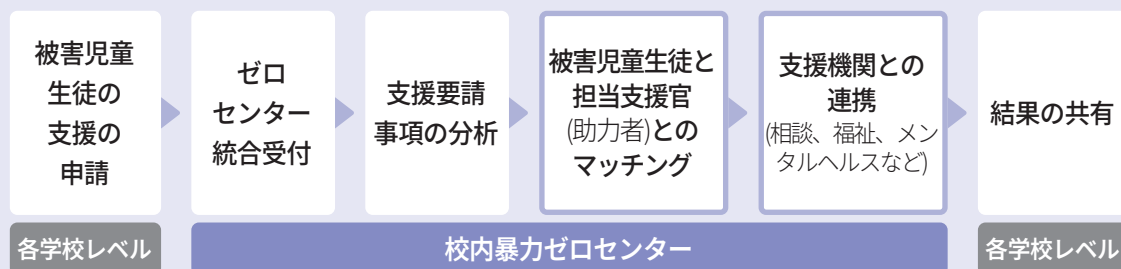 被害児童
生徒の
支援の
申請
ゼロ
センター
統合受付
支援要請
事項の分析
被害児童生徒と
担当支援官
(助力者)との
マッチング
支援機関との
連携
(相談、福祉、メン
タルヘルスなど)
結果の共有
各学校レベル
校内暴力ゼロセンター
各学校レベル